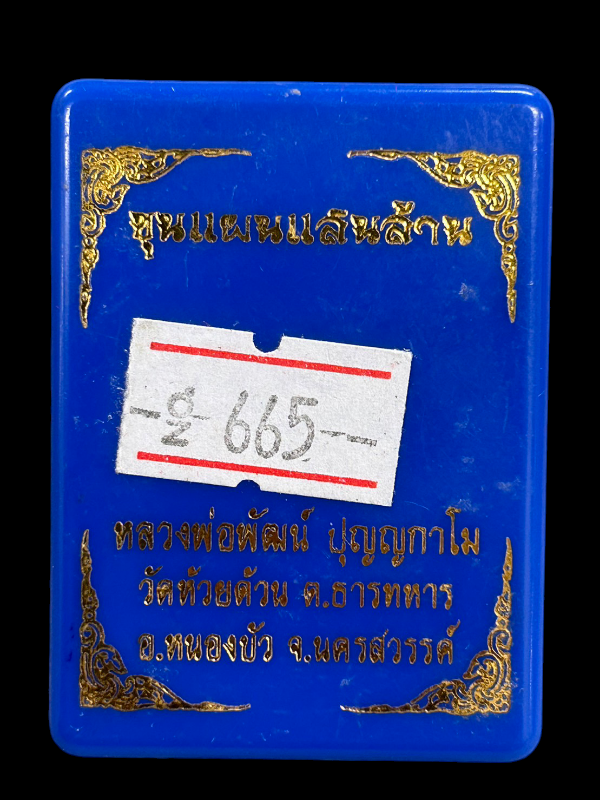 ขุนแผนแสนล้าน
665
หลวงพ่อพัฒน์ ปุญญกาโม
วัดห้วยด้วน ต.ธารทหาร
อ.หนองบัว จ.นครสวรรค์